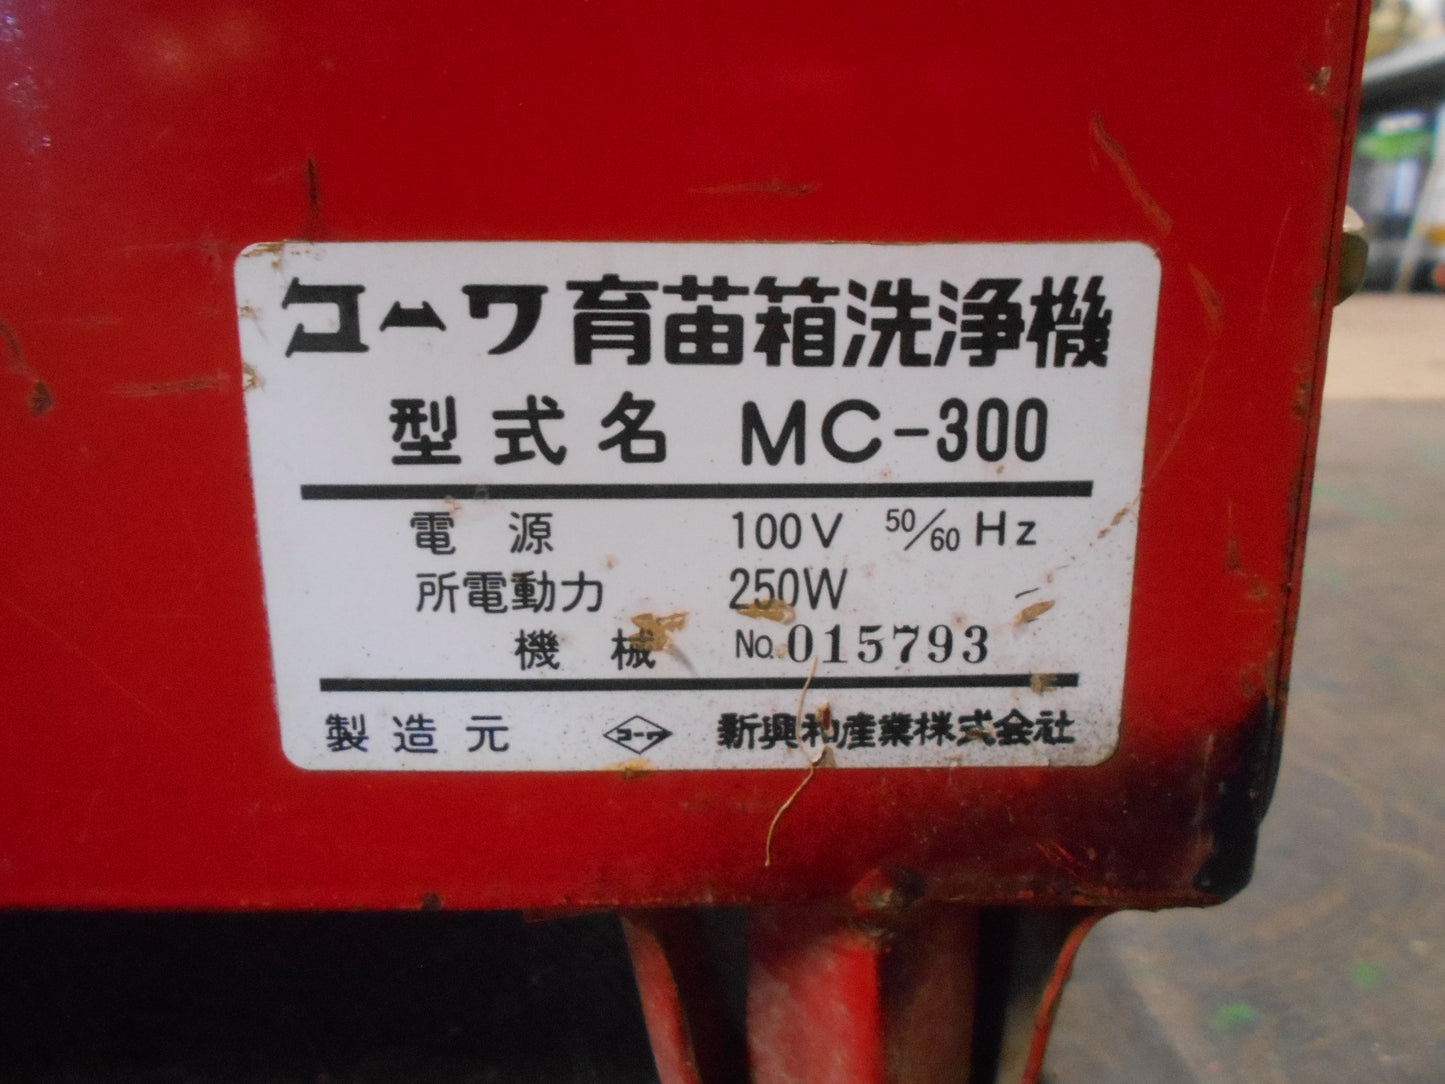 コーワ 育苗箱洗浄機
型式名 MC-300
電源 100V 50/60 Hz
所電動力 250W
機械 No. 015793
製造元 コーワ 新興和産業株式会社